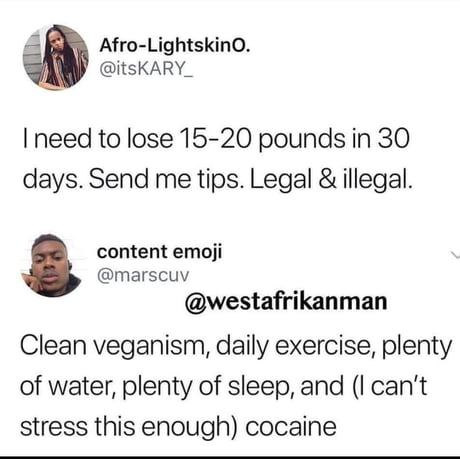 Afro-LightskinO.
@itsKARY_
I need to lose 15-20 pounds in 30
days. Send me tips. Legal & illegal.
content emoji
@marscuv
@westafrikanman
Clean veganism, daily exercise, plenty
of water, plenty of sleep, and (I can't
stress this enough) cocaine